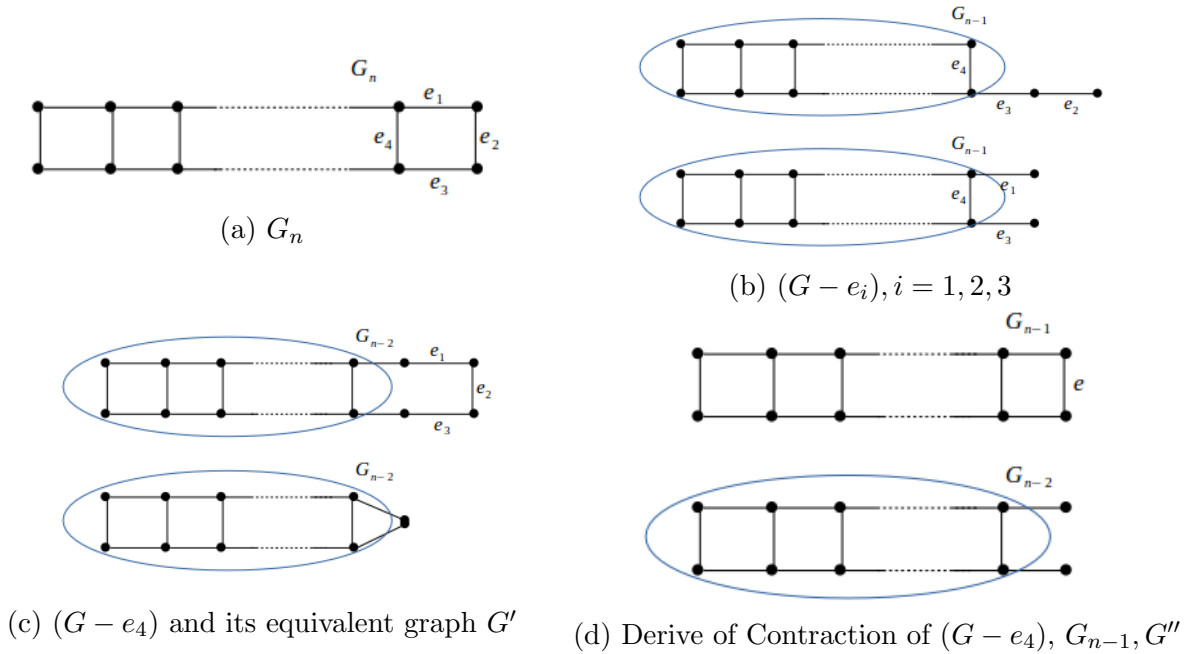 G_n
e_1
e_4
e_2
e_3
(a) G_n
G_{n-1}
e_4
e_3
e_2
G_{n-1}
e_4
e_1
e_3
(b) (G − e_i), i = 1, 2, 3
G_{n-2}
e_1
e_2
e_3
G_{n-2}
(c) (G − e_4) and its equivalent graph G′
G_{n-1}
e
G_{n-2}
(d) Derive of Contraction of (G − e_4), G_{n−1}, G″